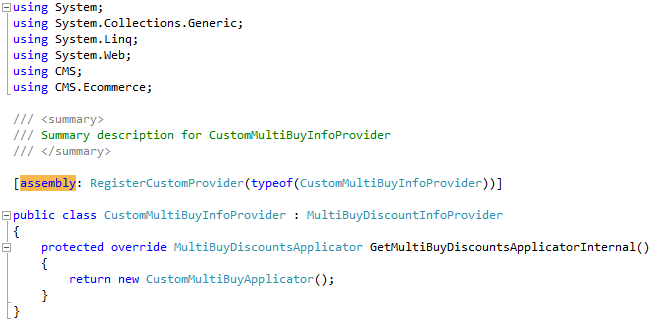 using System;
using System.Collections.Generic;
using System.Linq;
using System.Web;
using CMS;
using CMS.Ecommerce;
/// <summary>
/// Summary description for CustomMultiBuyInfoProvider
/// </summary>
[assembly: RegisterCustomProvider(typeof(CustomMultiBuyInfoProvider))]
public class CustomMultiBuyInfoProvider : MultiBuyDiscountInfoProvider
{
protected override MultiBuyDiscountsApplicator GetMultiBuyDiscountsApplicatorInternal()
{
return new CustomMultiBuyApplicator();
}
}